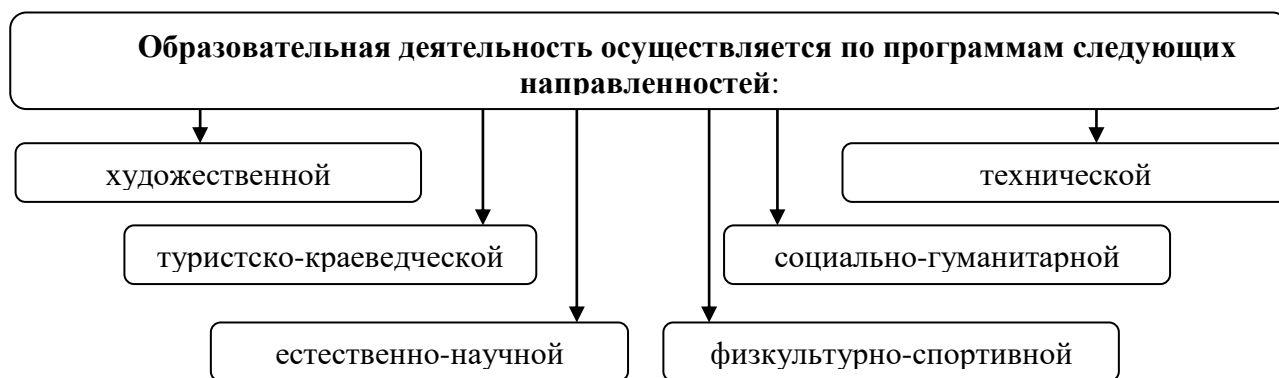 Образовательная деятельность осуществляется по программам следующих
направленностей:
художественной
технической
туристско-краеведческой
социально-гуманитарной
естественно-научной
физкультурно-спортивной